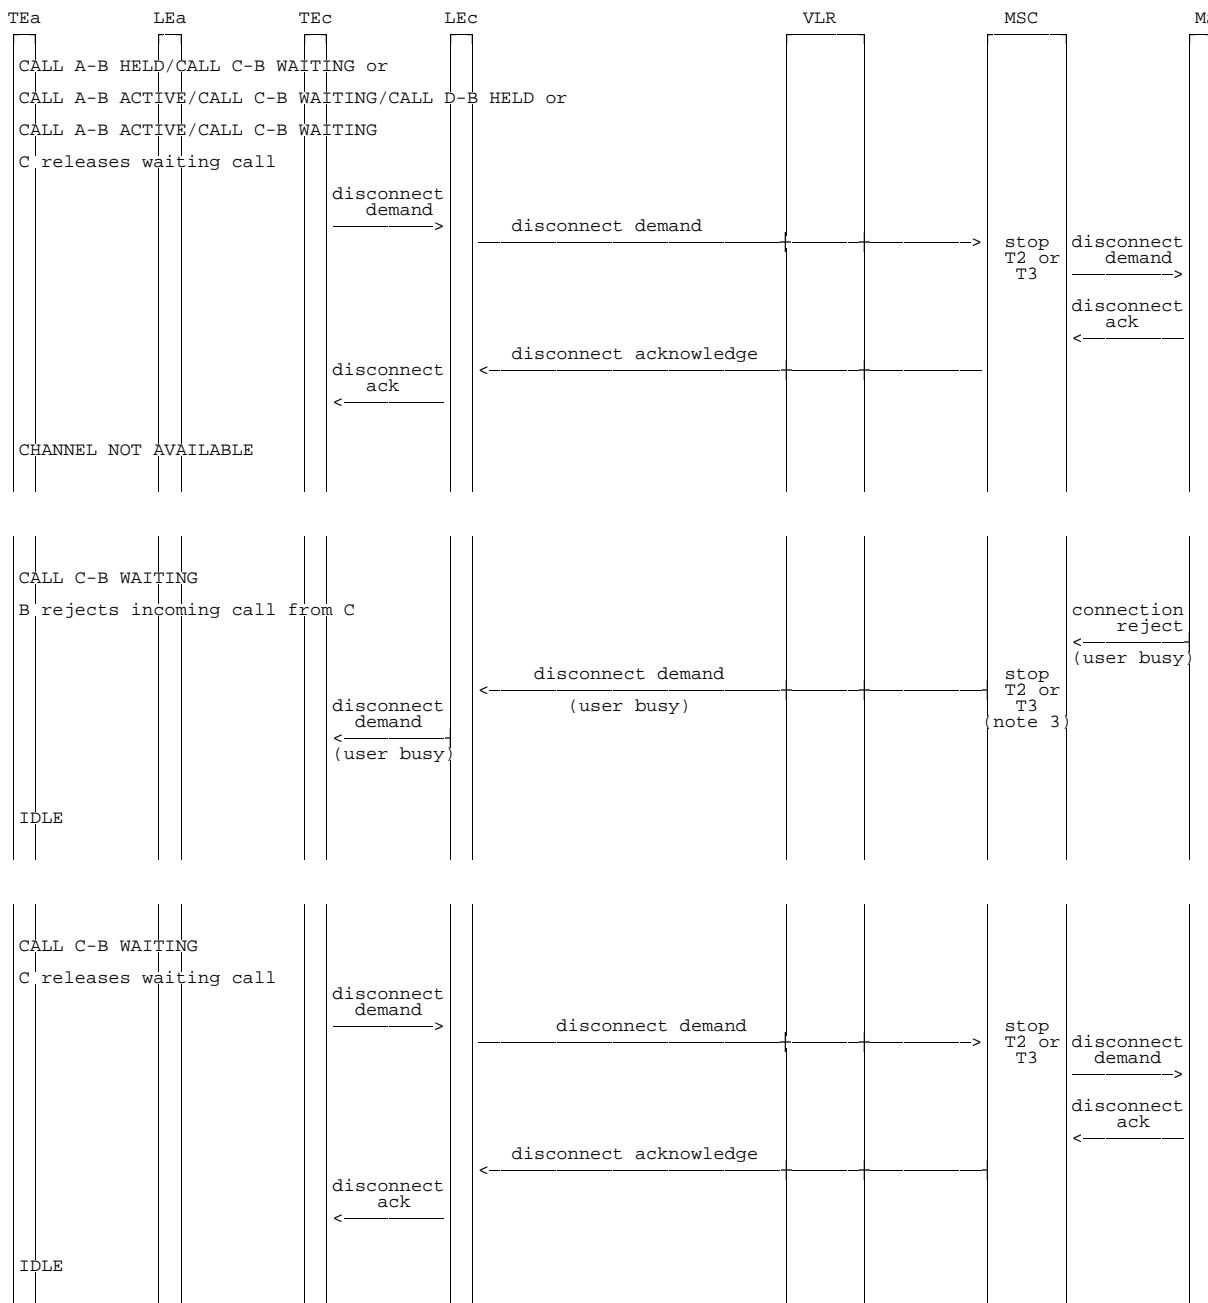 TEa LEa TEc LEc VLR MSC
CALL A-B HELD/CALL C-B WAITING or
CALL A-B ACTIVE/CALL C-B WAITING/CALL D-B HELD or
CALL A-B ACTIVE/CALL C-B WAITING
C releases waiting call
disconnect
demand
disconnect demand
stop
T2 or
T3
disconnect
demand
disconnect
ack
disconnect acknowledge
disconnect
ack
CHANNEL NOT AVAILABLE
CALL C-B WAITING
B rejects incoming call from C
connection
reject
(user busy)
disconnect demand
(user busy)
stop
T2 or
T3
(note 3)
disconnect
demand
(user busy)
IDLE
CALL C-B WAITING
C releases waiting call
disconnect
demand
disconnect demand
stop
T2 or
T3
disconnect
demand
disconnect
ack
disconnect acknowledge
disconnect
ack
IDLE